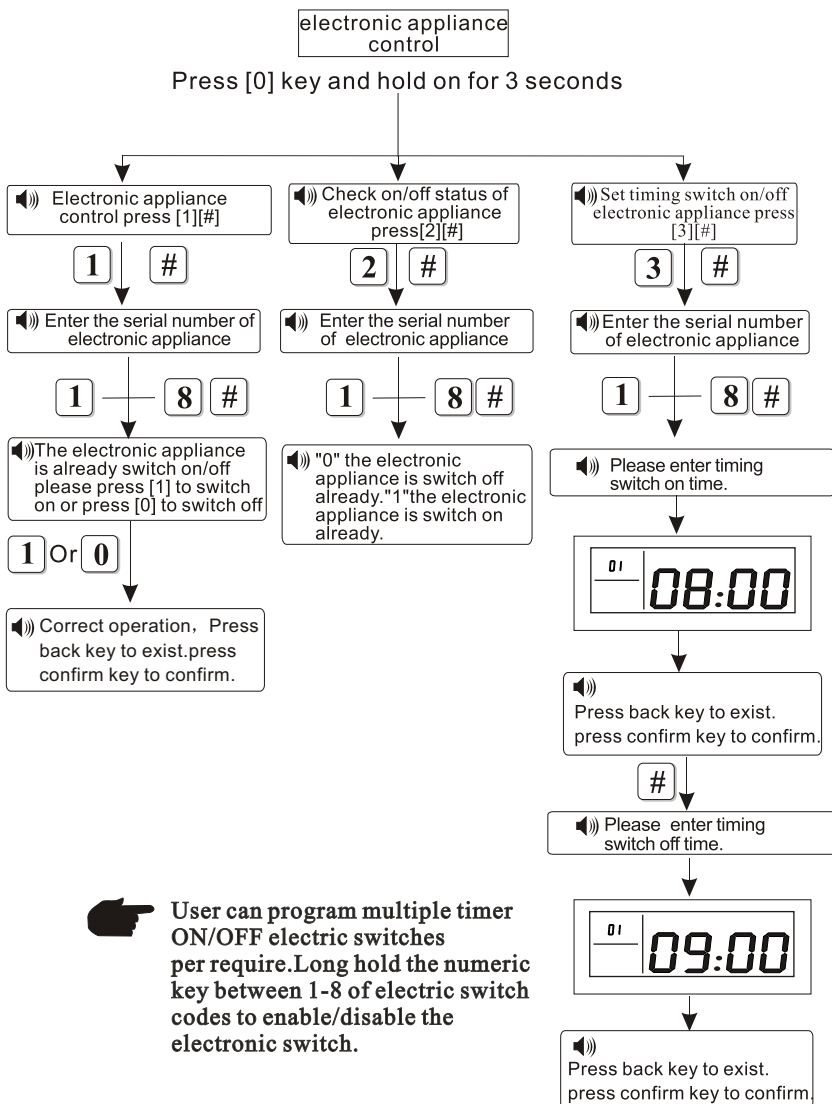 electronic appliance
control
Press [0] key and hold on for 3 seconds
Electronic appliance
control press [1][#]
1 #
Enter the serial number of
electronic appliance
1 8 #
The electronic appliance
is already switch on/off
please press [1] to switch
on or press [0] to switch off
1 Or 0
Correct operation, Press
back key to exist.press
confirm key to confirm.
Check on/off status of
electronic appliance
press[2][#]
2 #
Enter the serial number
of electronic appliance
1 8 #
"0" the electronic
appliance is switch off
already."1"the electronic
appliance is switch on
already.
Set timing switch on/off
electronic appliance press
[3][#]
3 #
Enter the serial number
of electronic appliance
1 8 #
Please enter timing
switch on time.
01
08:00
Press back key to exist.
press confirm key to confirm.
#
Please enter timing
switch off time.
01
09:00
Press back key to exist.
press confirm key to confirm.
User can program multiple timer
ON/OFF electric switches
per require.Long hold the numeric
key between 1-8 of electric switch
codes to enable/disable the
electronic switch.